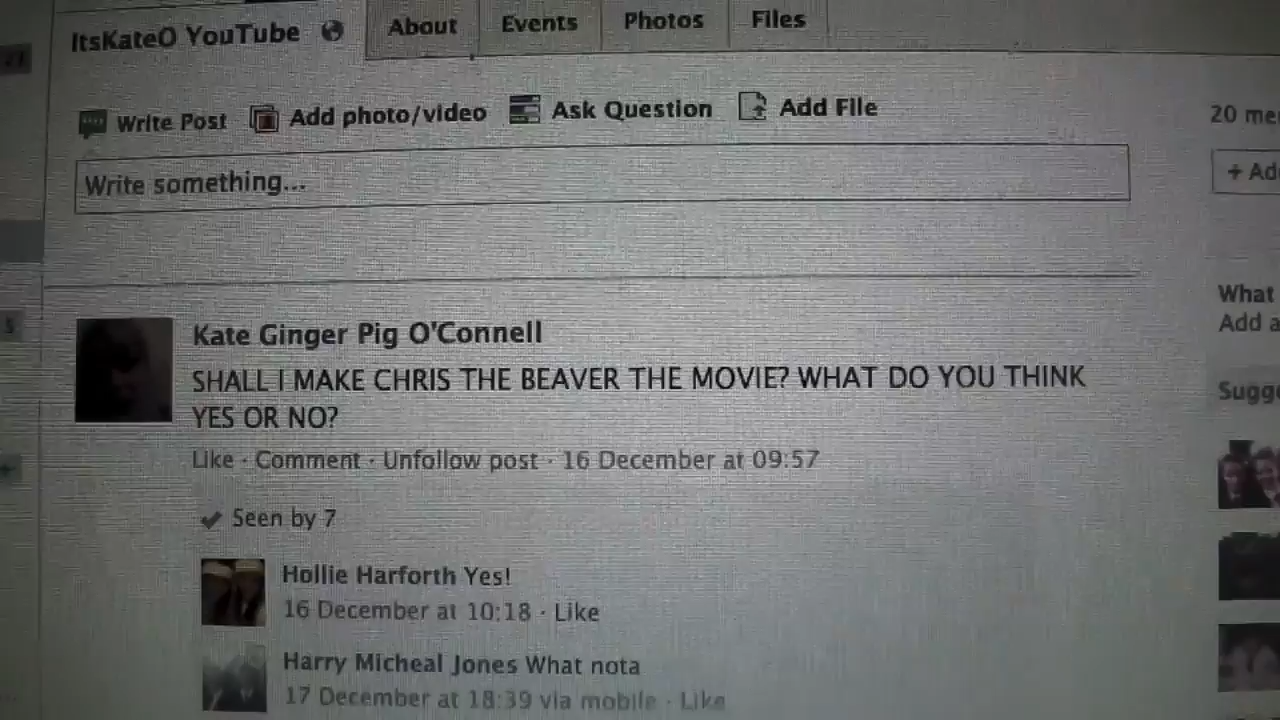 ItsKateO YouTube
About
Events
Photos
Files
Write Post
Add photo/video
Ask Question
Add File
20
Write something...
+
Kate Ginger Pig O'Connell
SHALL I MAKE CHRIS THE BEAVER THE MOVIE? WHAT DO YOU THINK
YES OR NO?
Like · Comment · Unfollow post · 16 December at 09:57
What
Add a
Seen by 7
Hollie Harforth Yes!
16 December at 10:18 · Like
Harry Micheal Jones What nota
17 December at 18:39 via mobile · Like